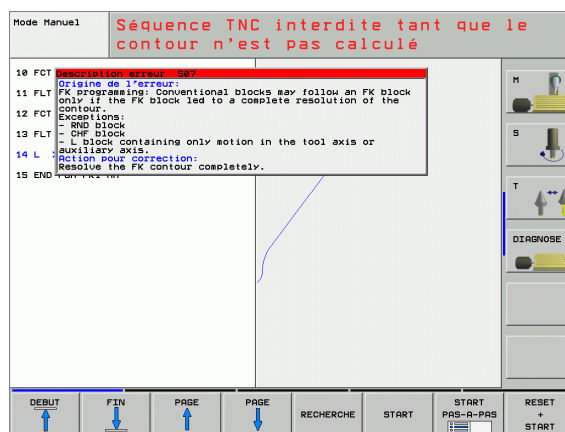 Mode Manuel
Séquence TNC interdite tant que le
contour n'est pas calculé
10 FCT
11 FLT
12 FCT
13 FLT
14 L
15 END
Description erreur 507
Origine de l'erreur:
FK programming: Conventional blocks may follow an FK block
only if the FK block led to a complete resolution of the
contour.
Exceptions:
- RND block
- CHF block
- L block containing only motion in the tool axis or
auxiliary axis.
Action pour correction:
Resolve the FK contour completely.
M
S
T
DIAGNOSE
DEBUT
FIN
PAGE
PAGE
RECHERCHE
START
START
PAS-A-PAS
RESET
+
START